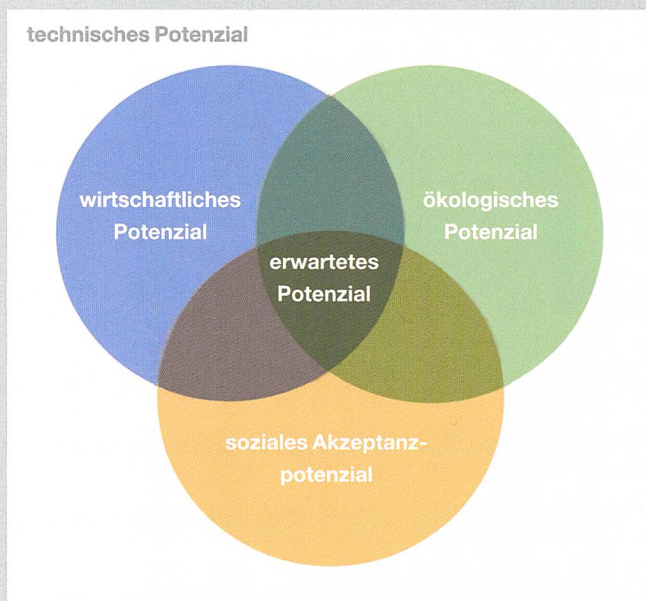 technisches Potenzial
wirtschaftliches
Potenzial
ökologisches
Potenzial
erwartetes
Potenzial
soziales Akzeptanz-
potenzial